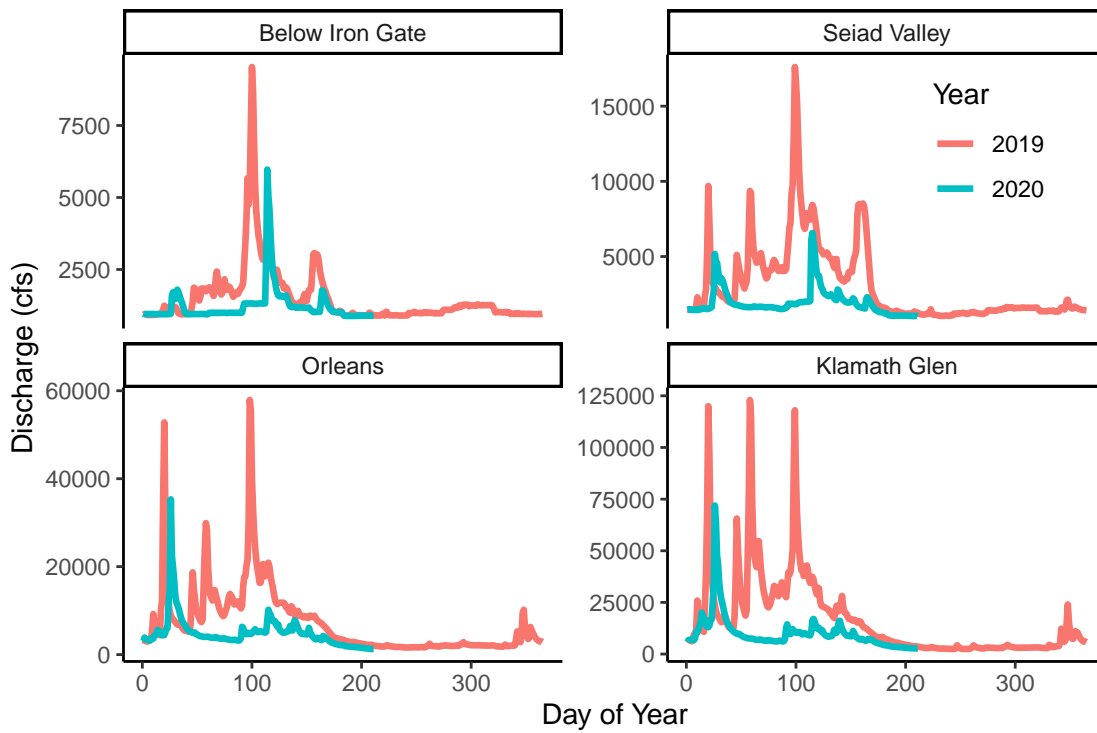 Below Iron Gate
Seiad Valley
7500
5000
2500
15000
10000
5000
Year
2019
2020
Orleans
Klamath Glen
60000
40000
20000
0
125000
100000
75000
50000
25000
0
0 100 200 300
0 100 200 300
Discharge (cfs)
Day of Year